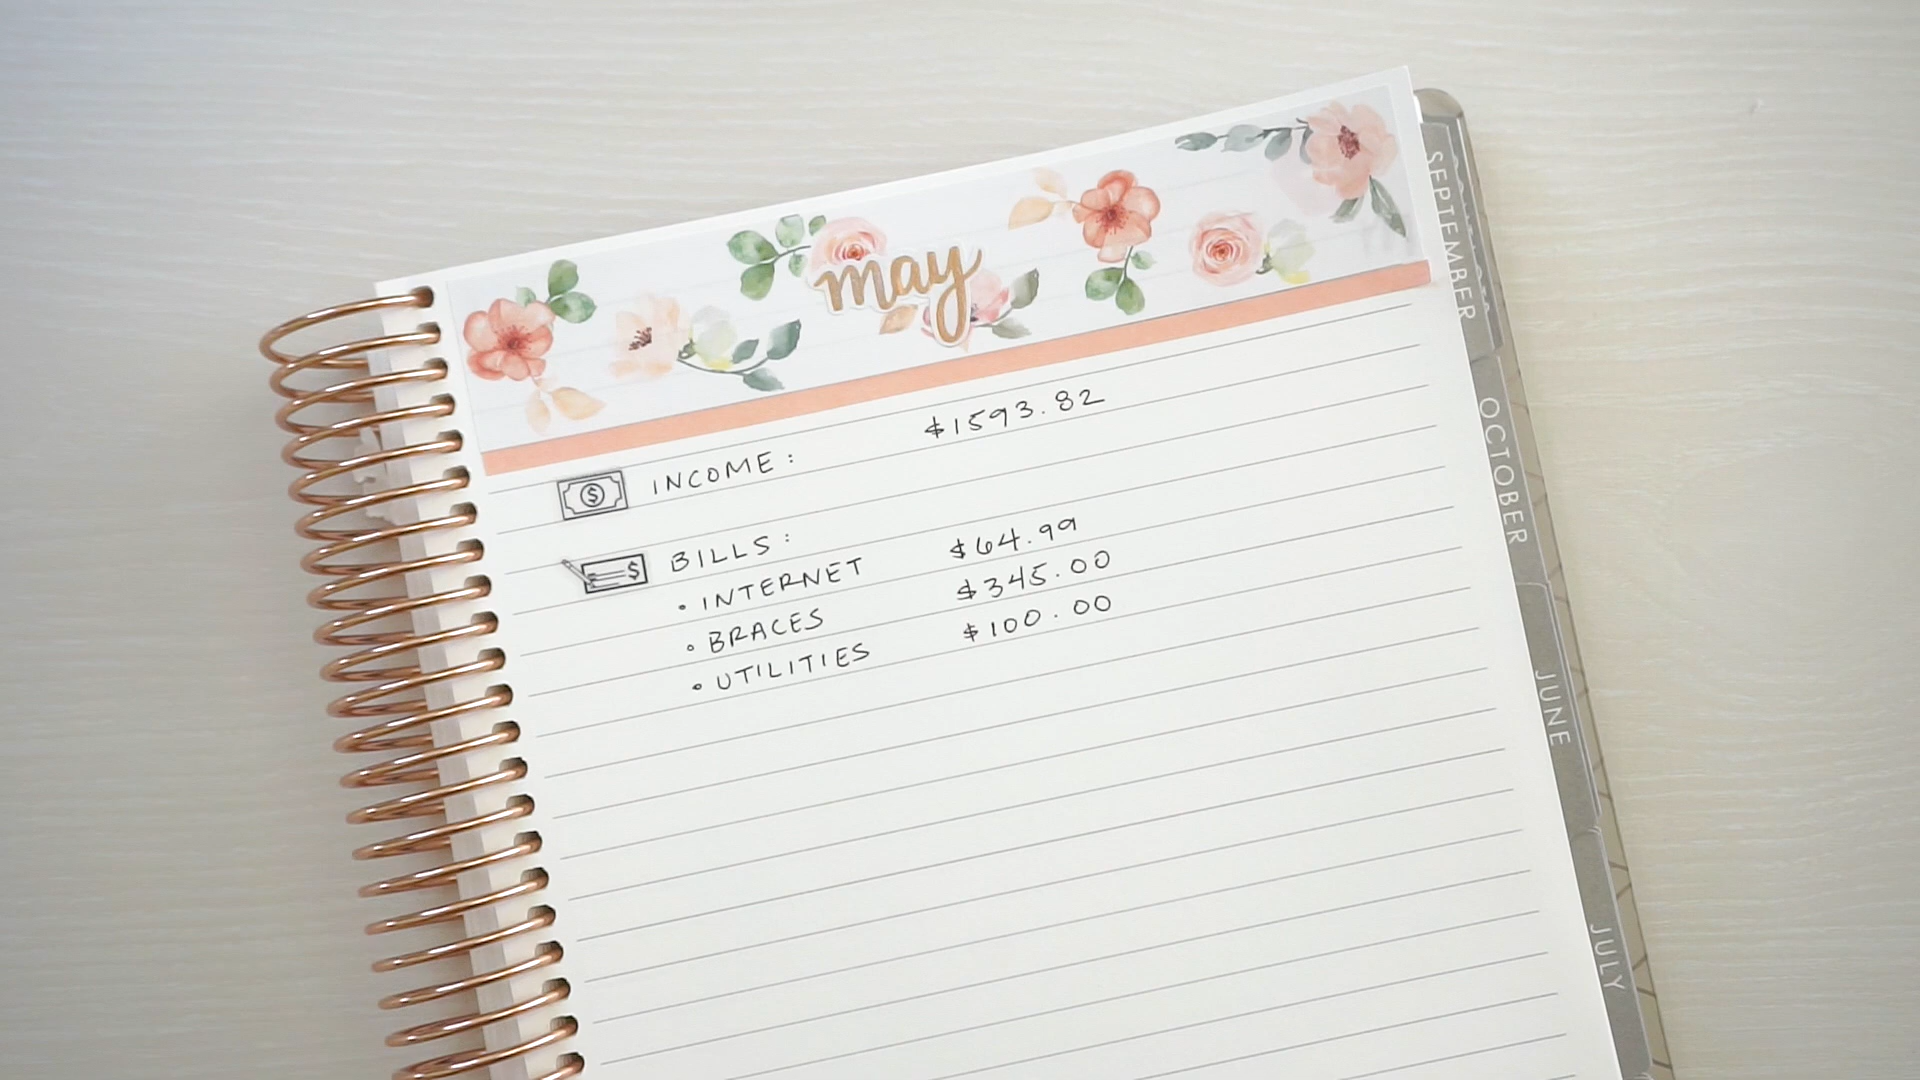 may
INCOME: $1593.82
BILLS:
• INTERNET $64.99
• BRACES $345.00
• UTILITIES $100.00
SEPTEMBER
OCTOBER
JUNE
JULY